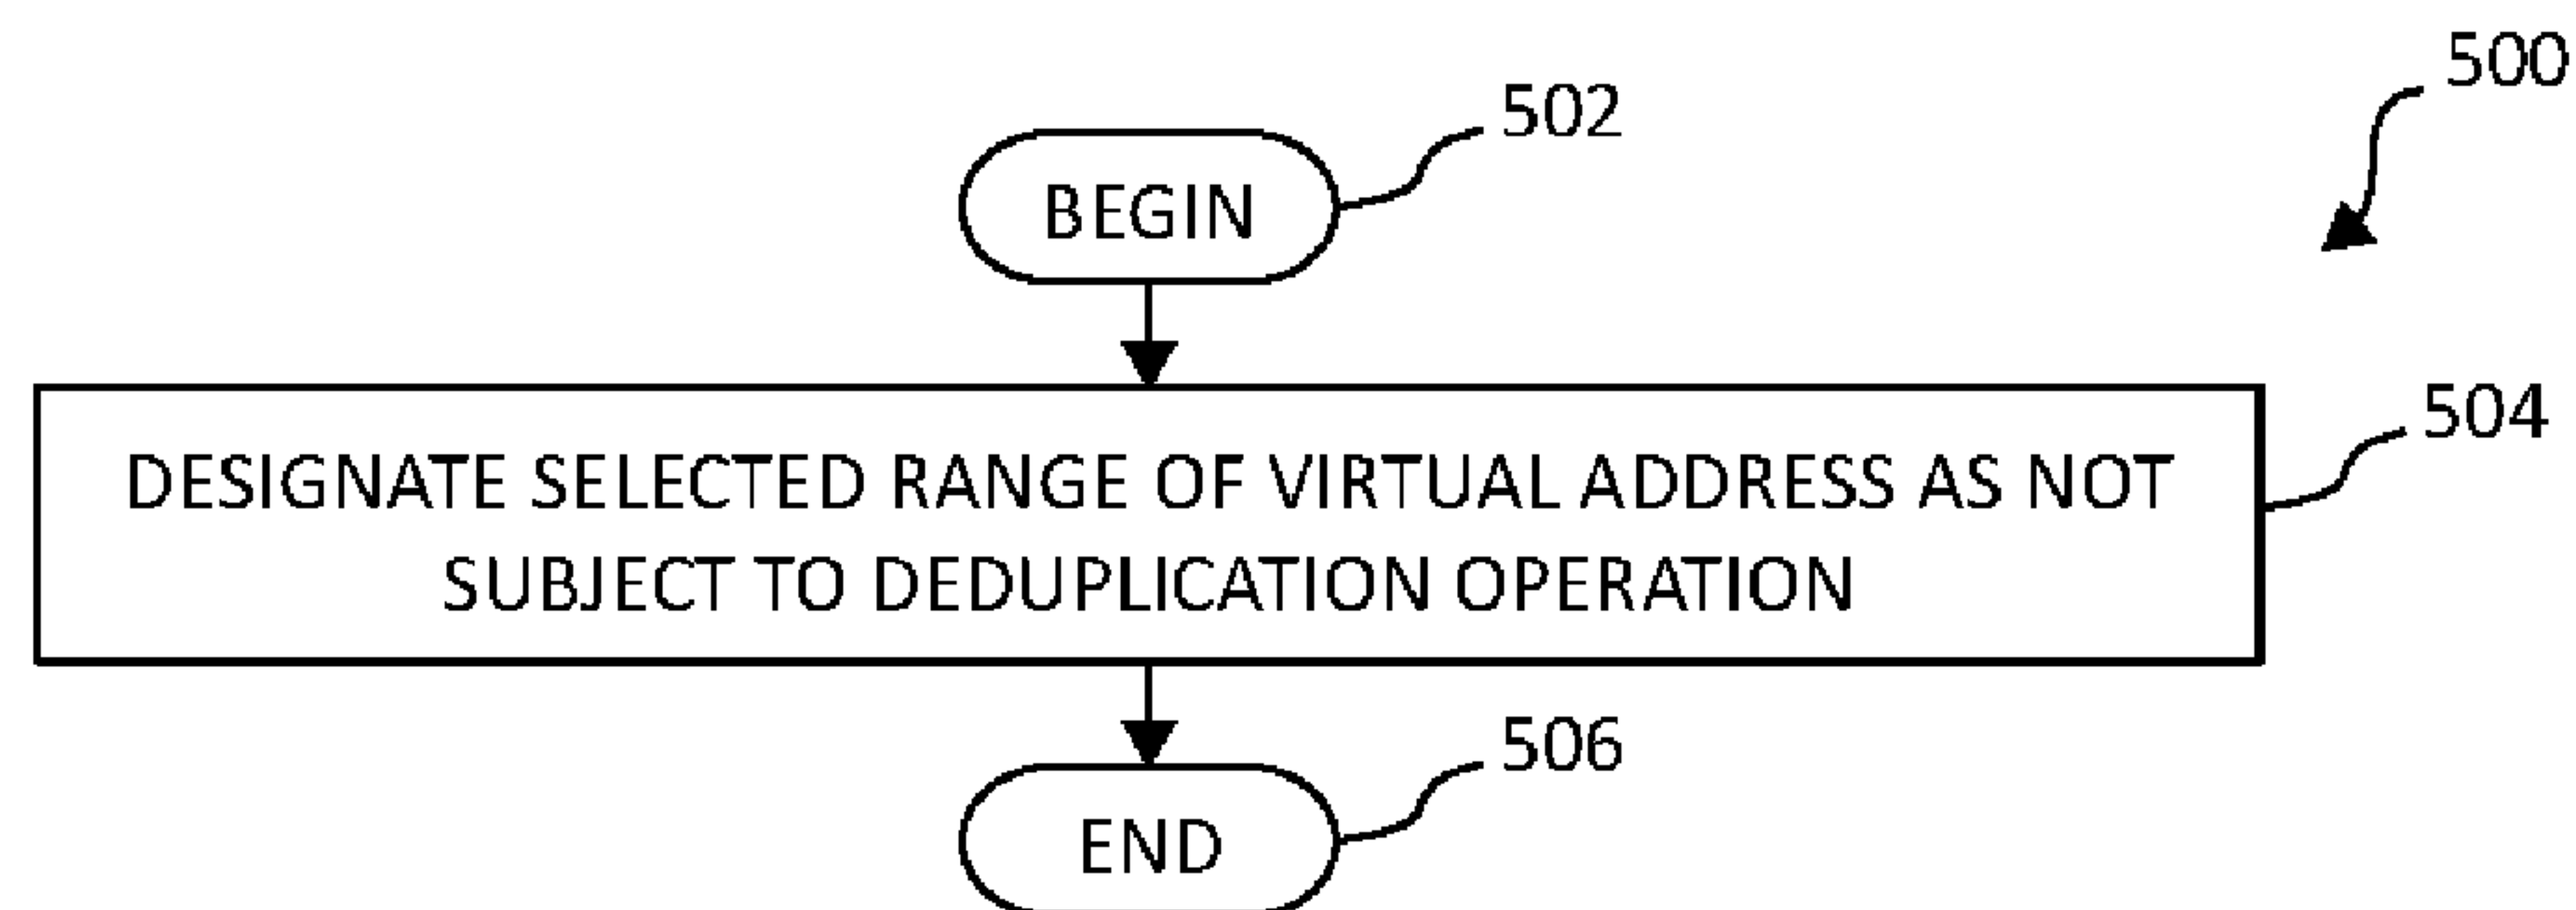 500
502
BEGIN
504
DESIGNATE SELECTED RANGE OF VIRTUAL ADDRESS AS NOT
SUBJECT TO DEDUPLICATION OPERATION
506
END